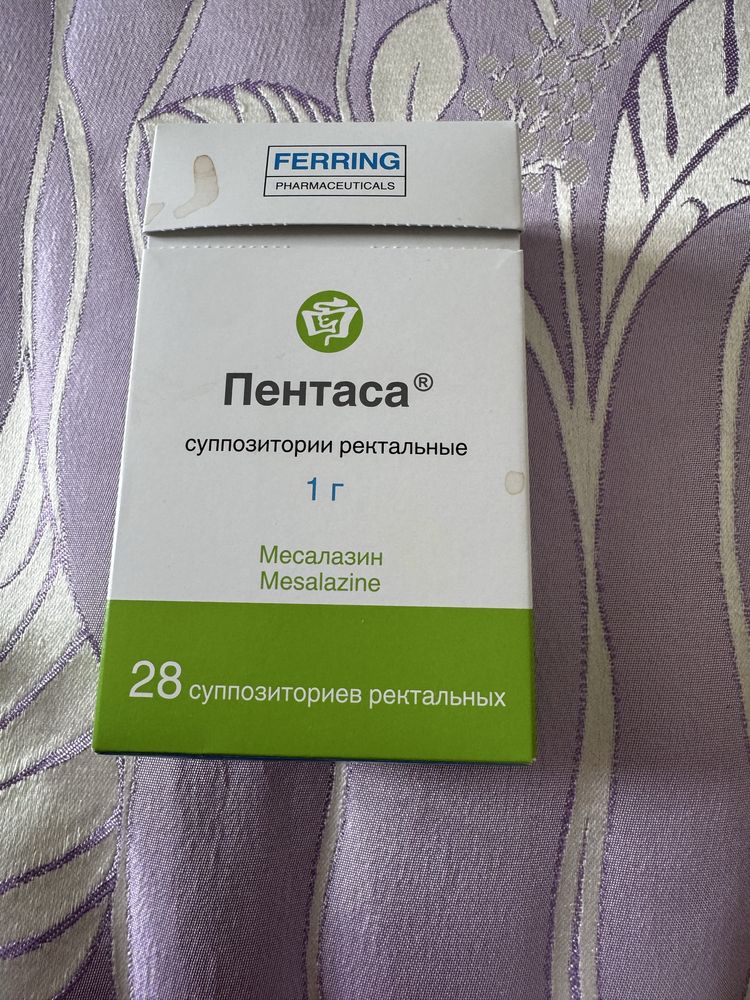 FERRING
PHARMACEUTICALS
Пентаса®
суппозитории ректальные
1 г
Месалазин
Mesalazine
28 суппозиториев ректальных